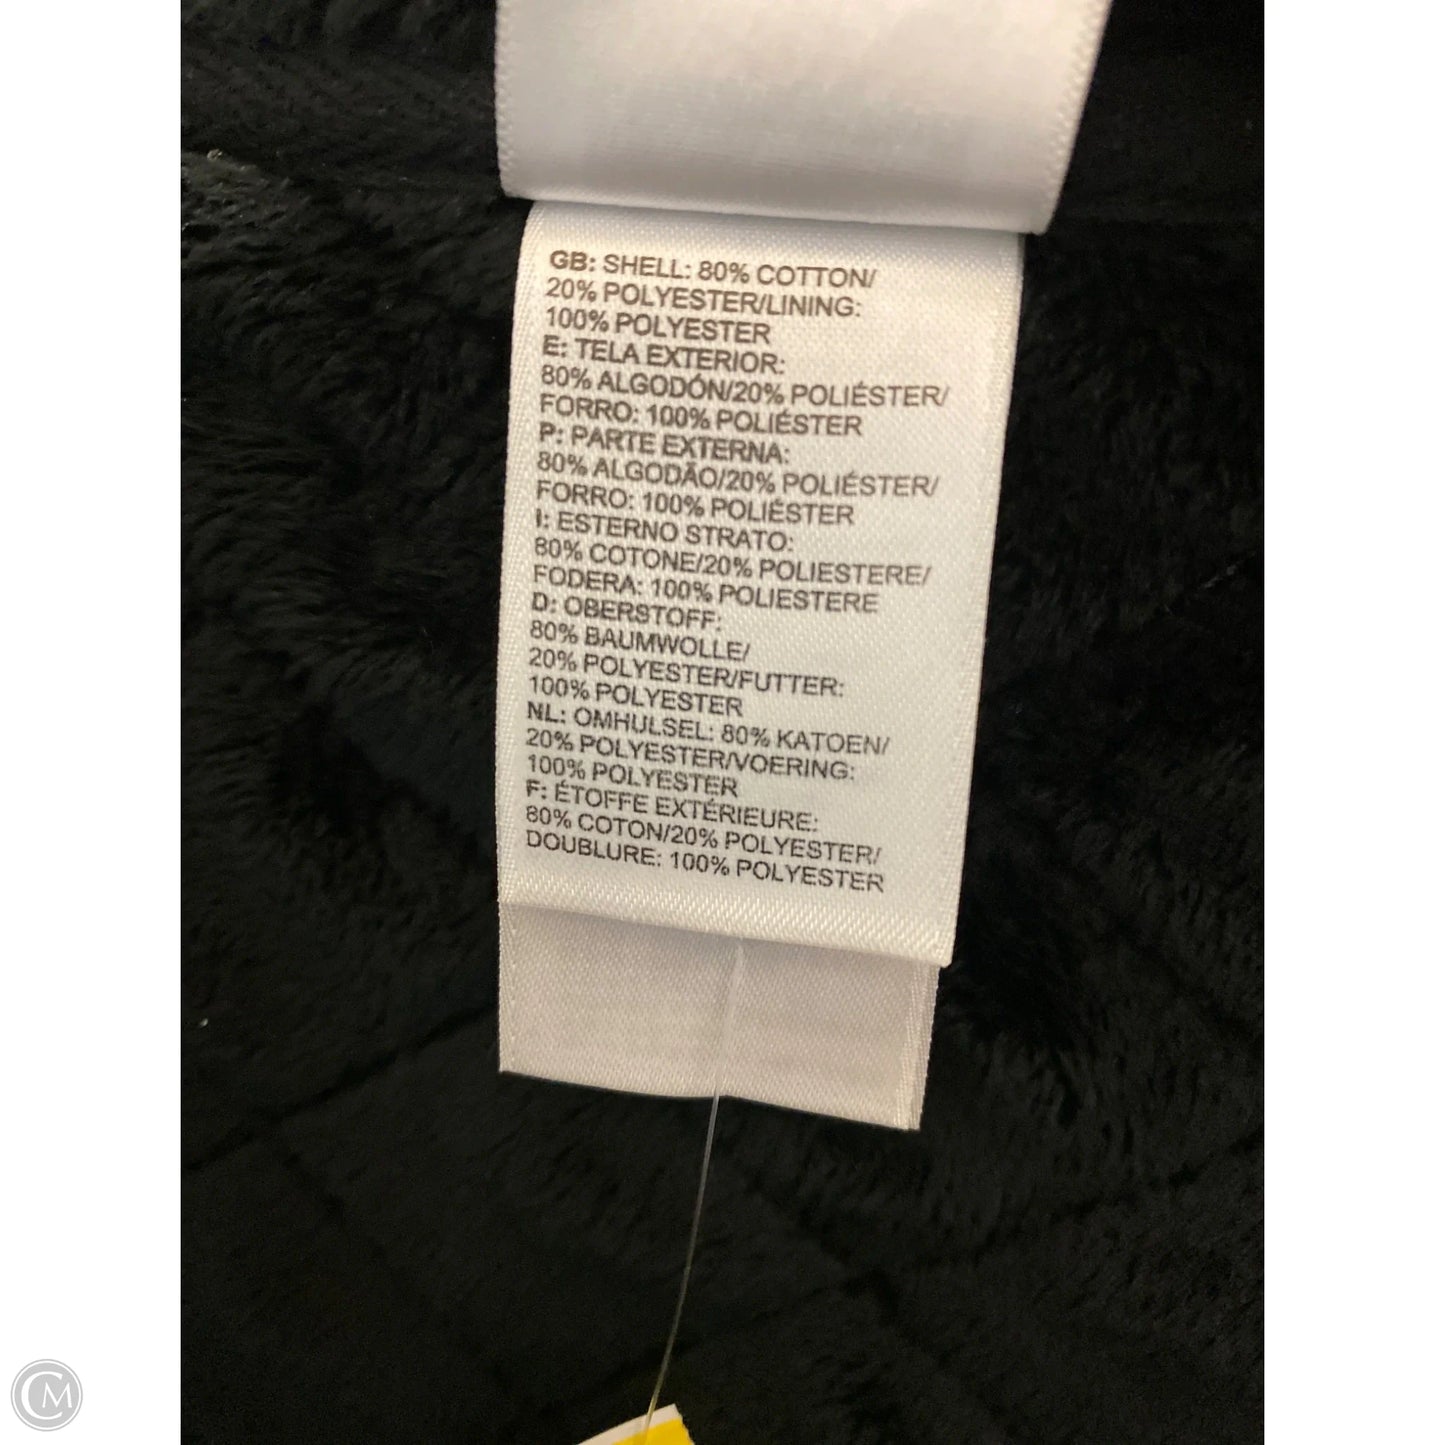 GB: SHELL: 80% COTTON/
20% POLYESTER/LINING:
100% POLYESTER
E: TELA EXTERIOR:
80% ALGODÓN/20% POLIÉSTER/
FORRO: 100% POLIÉSTER
P: PARTE EXTERNA:
80% ALGODÃO/20% POLIÉSTER/
FORRO: 100% POLIÉSTER
I: ESTERNO STRATO:
80% COTONE/20% POLIESTERE/
FODERA: 100% POLIESTERE
D: OBERSTOFF:
80% BAUMWOLLE/
20% POLYESTER/FUTTER:
100% POLYESTER
NL: OMHULSEL: 80% KATOEN/
20% POLYESTER/VOERING:
100% POLYESTER
F: ÉTOFFE EXTÉRIEURE:
80% COTON/20% POLYESTER/
DOUBLURE: 100% POLYESTER
CM